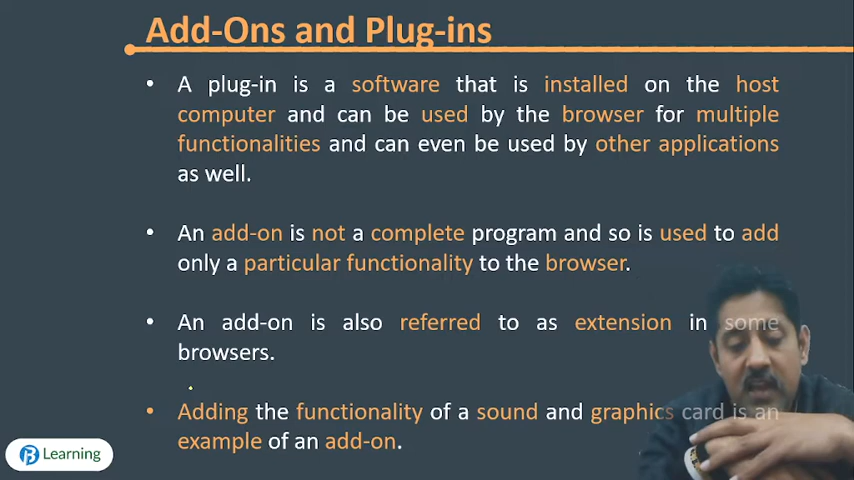 Add-Ons and Plug-ins
• A plug-in is a software that is installed on the host
computer and can be used by the browser for multiple
functionalities and can even be used by other applications
as well.
• An add-on is not a complete program and so is used to add
only a particular functionality to the browser.
• An add-on is also referred to as extension in some
browsers.
• Adding the functionality of a sound and graphics card is an
example of an add-on.
Learning